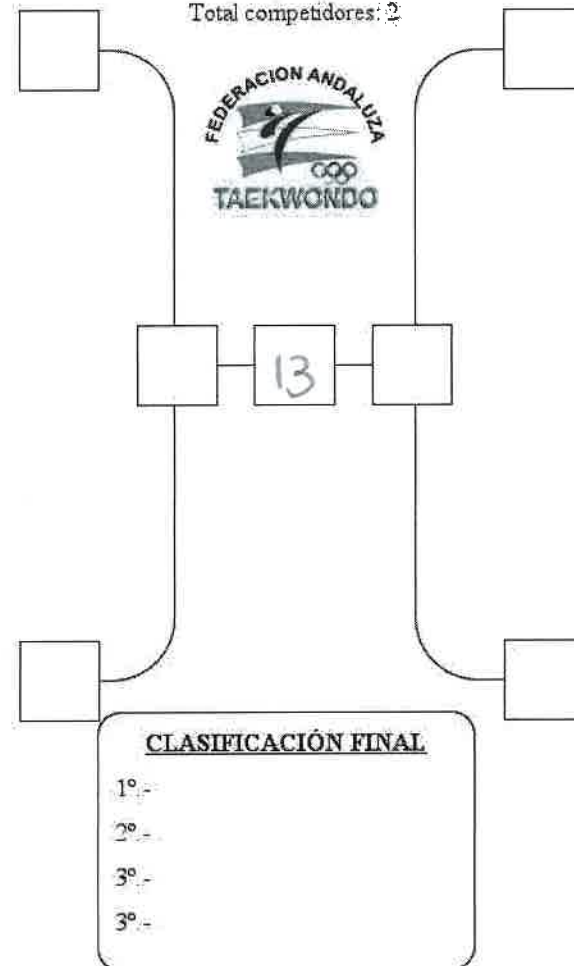 Total competidores: 2
FEDERACION ANDALUZA
TAEKWONDO
13
CLASIFICACIÓN FINAL
1º.-
2º.-
3º.-
3º.-